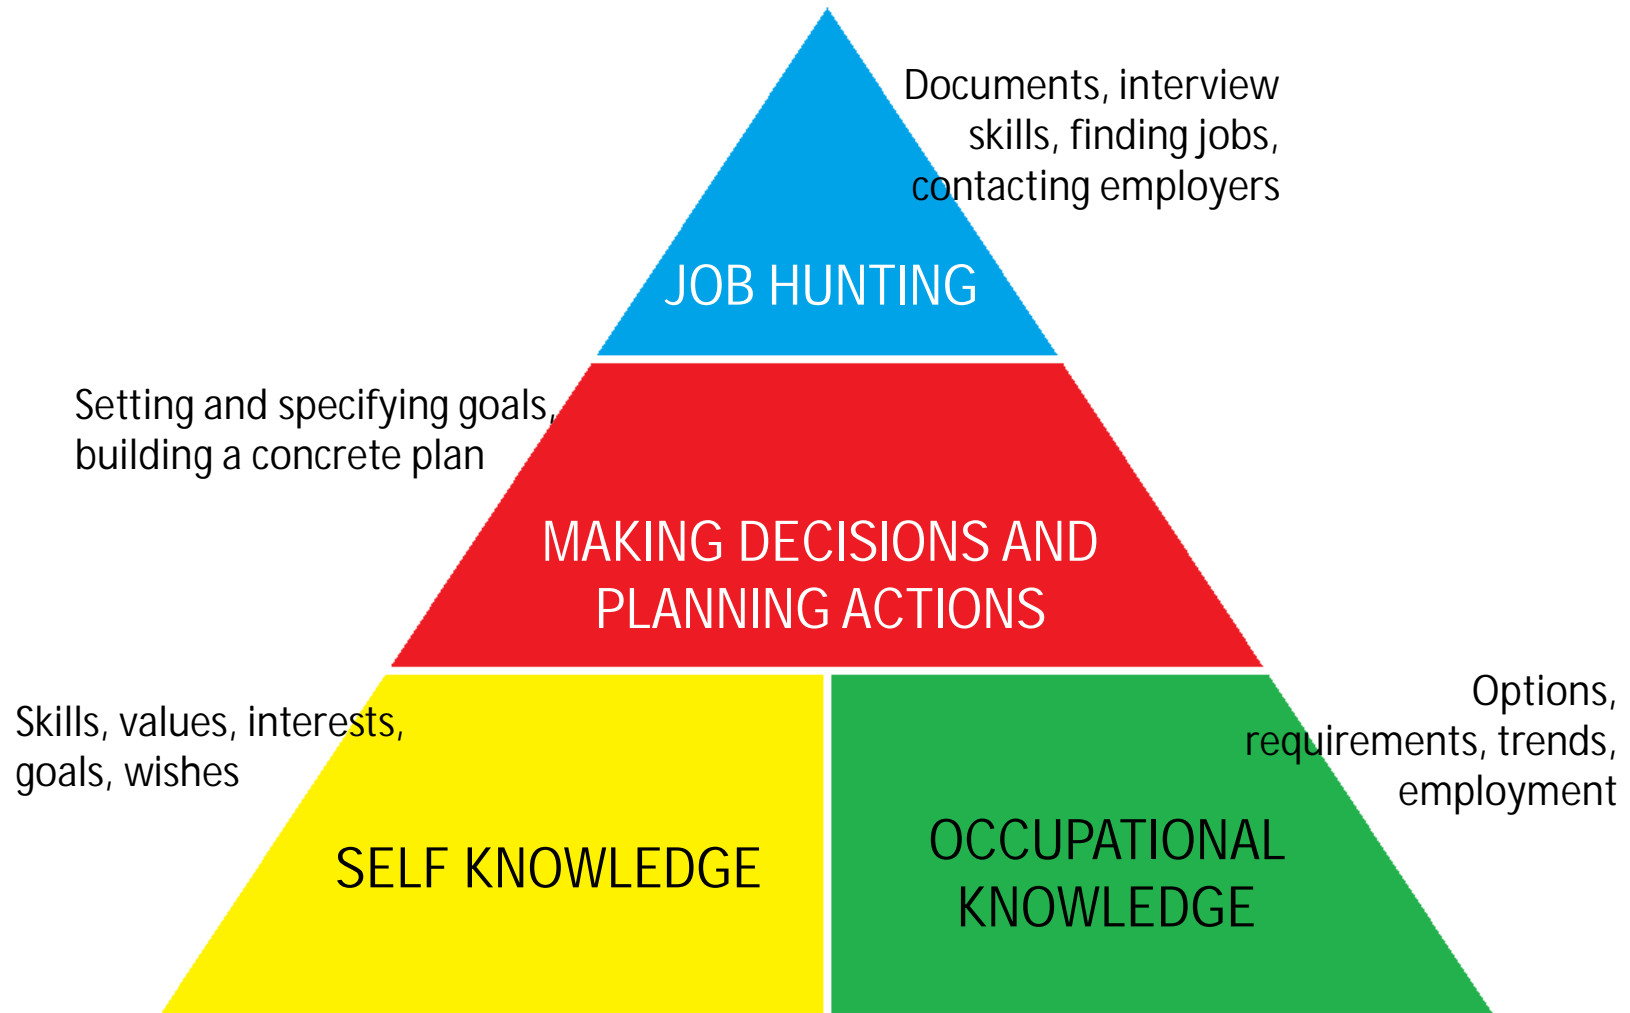 Documents, interview
skills, finding jobs,
contacting employers
JOB HUNTING
Setting and specifying goals,
building a concrete plan
MAKING DECISIONS AND
PLANNING ACTIONS
Skills, values, interests,
goals, wishes
SELF KNOWLEDGE
Options,
requirements, trends,
employment
OCCUPATIONAL
KNOWLEDGE